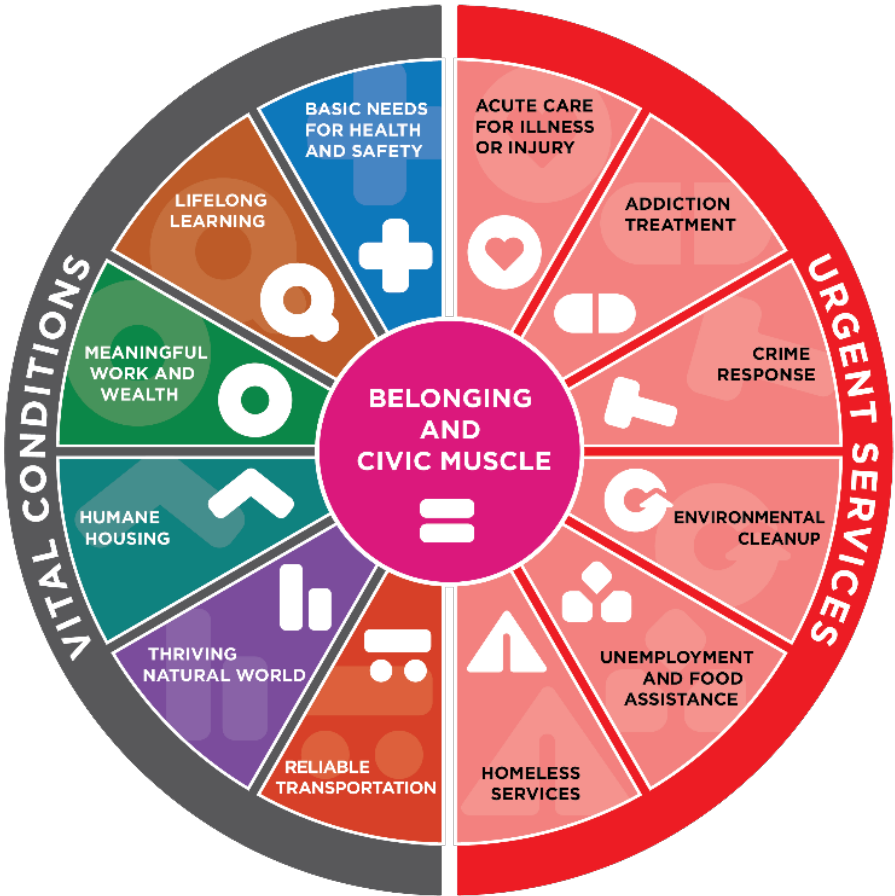 VITAL CONDITIONS
BASIC NEEDS
FOR HEALTH
AND SAFETY
LIFELONG
LEARNING
MEANINGFUL
WORK AND
WEALTH
HUMANE
HOUSING
THRIVING
NATURAL WORLD
RELIABLE
TRANSPORTATION
BELONGING
AND
CIVIC MUSCLE
URGENT SERVICES
ACUTE CARE
FOR ILLNESS
OR INJURY
ADDICTION
TREATMENT
CRIME
RESPONSE
ENVIRONMENTAL
CLEANUP
UNEMPLOYMENT
AND FOOD
ASSISTANCE
HOMELESS
SERVICES